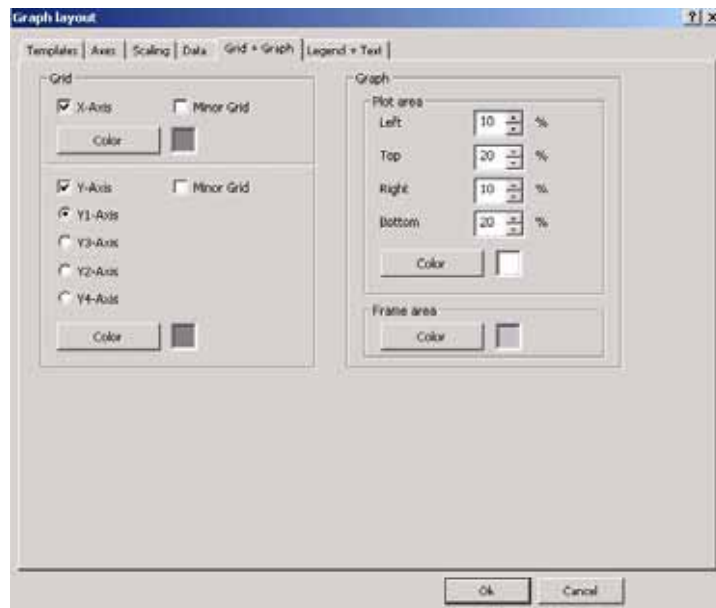 Graph layout
Templates Axes Scaling Data Grid + Graph Legend + Text
Grid
X-Axis Minor Grid
Color
Y-Axis Minor Grid
Y1-Axis
Y3-Axis
Y2-Axis
Y4-Axis
Color
Graph
Plot area
Left 10 %
Top 20 %
Right 10 %
Bottom 20 %
Color
Frame area
Color
Ok Cancel